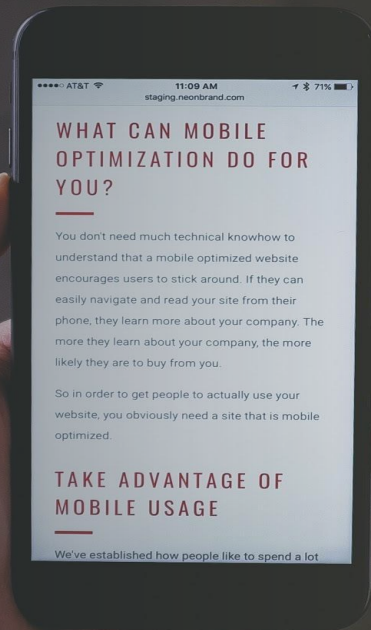 AT&T 11:09 AM 71%
staging.neonbrand.com
WHAT CAN MOBILE
OPTIMIZATION DO FOR
YOU?
You don't need much technical knowhow to
understand that a mobile optimized website
encourages users to stick around. If they can
easily navigate and read your site from their
phone, they learn more about your company. The
more they learn about your company, the more
likely they are to buy from you.
So in order to get people to actually use your
website, you obviously need a site that is mobile
optimized.
TAKE ADVANTAGE OF
MOBILE USAGE
We've established how people like to spend a lot